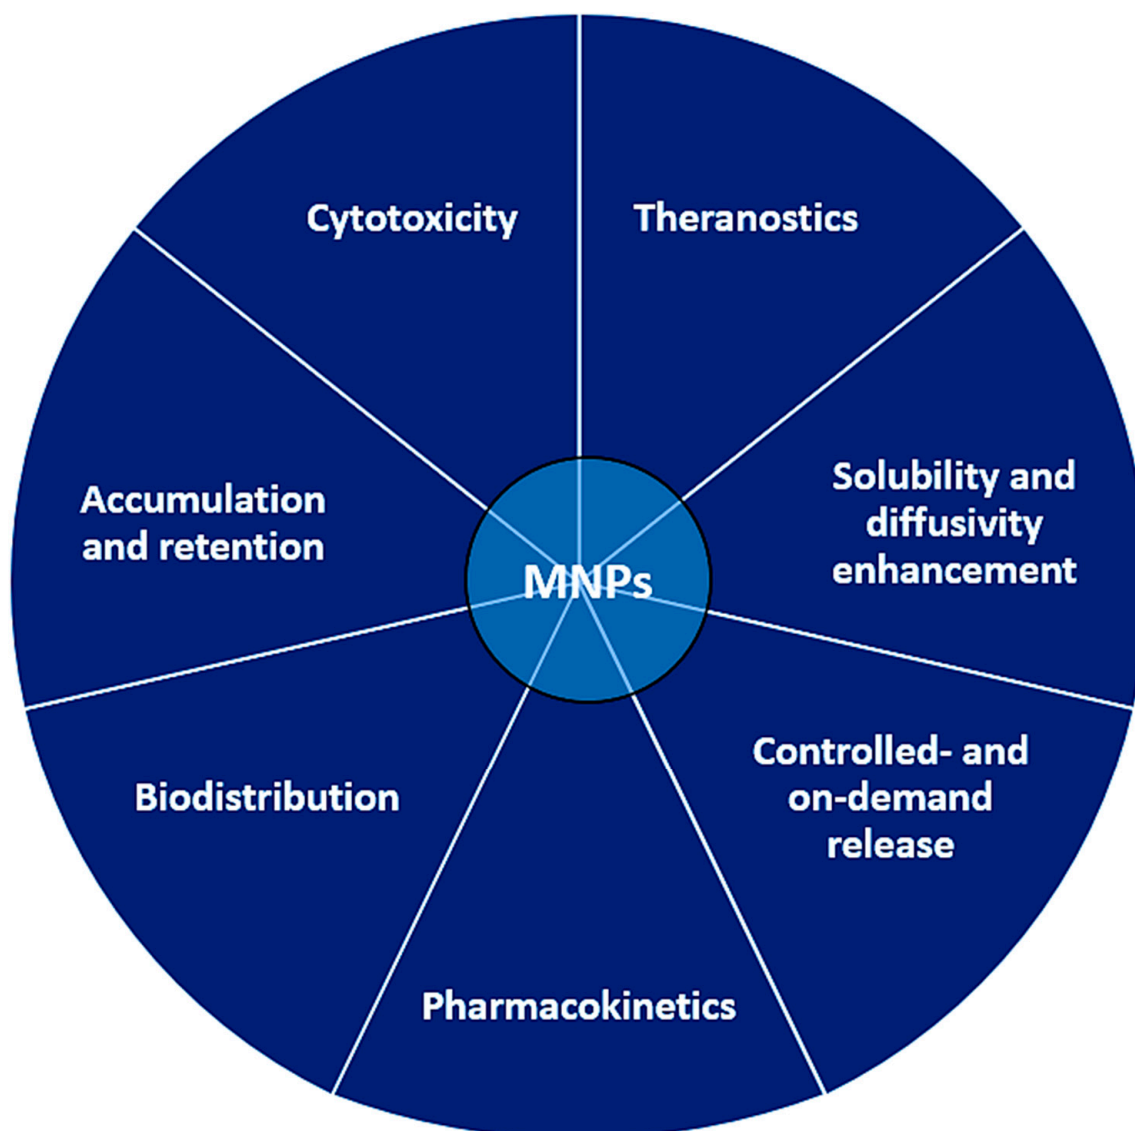 Cytotoxicity
Theranostics
Solubility and
diffusivity
enhancement
Controlled- and
on-demand
release
Pharmacokinetics
Biodistribution
Accumulation
and retention
MNPs